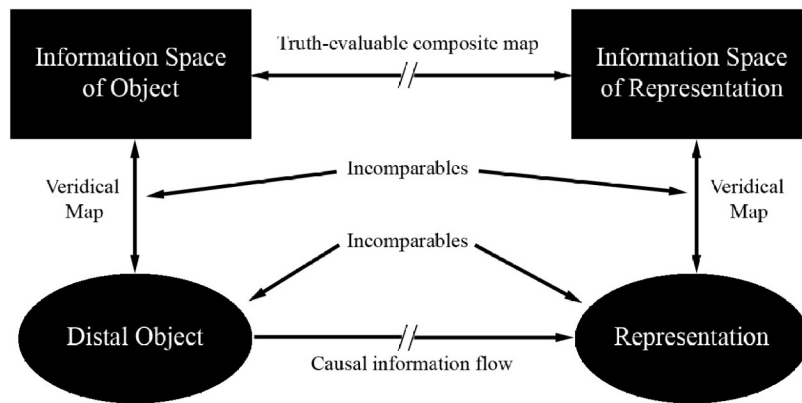 Information Space
of Object
Truth-evaluable composite map
Information Space
of Representation
Veridical
Map
Incomparables
Veridical
Map
Incomparables
Distal Object
Representation
Causal information flow